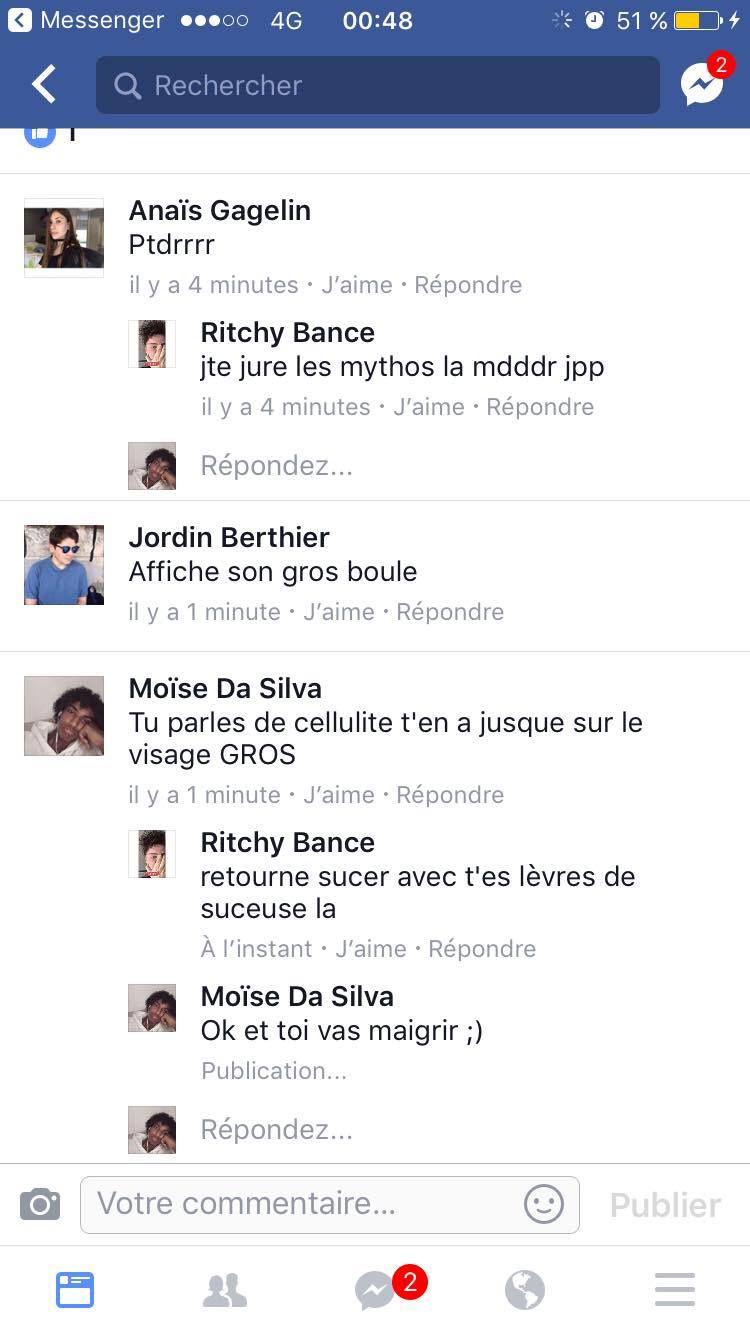 Messenger 4G 00:48 51 %
Rechercher
2
1
Anaïs Gagelin
Ptdrrrr
il y a 4 minutes · J'aime · Répondre
Ritchy Bance
jte jure les mythos la mdddr jpp
il y a 4 minutes · J'aime · Répondre
Répondez...
Jordin Berthier
Affiche son gros boule
il y a 1 minute · J'aime · Répondre
Moïse Da Silva
Tu parles de cellulite t'en a jusque sur le
visage GROS
il y a 1 minute · J'aime · Répondre
Ritchy Bance
retourne sucer avec t'es lèvres de
suceuse la
À l'instant · J'aime · Répondre
Moïse Da Silva
Ok et toi vas maigrir ;)
Publication...
Répondez...
Votre commentaire... Publier
2